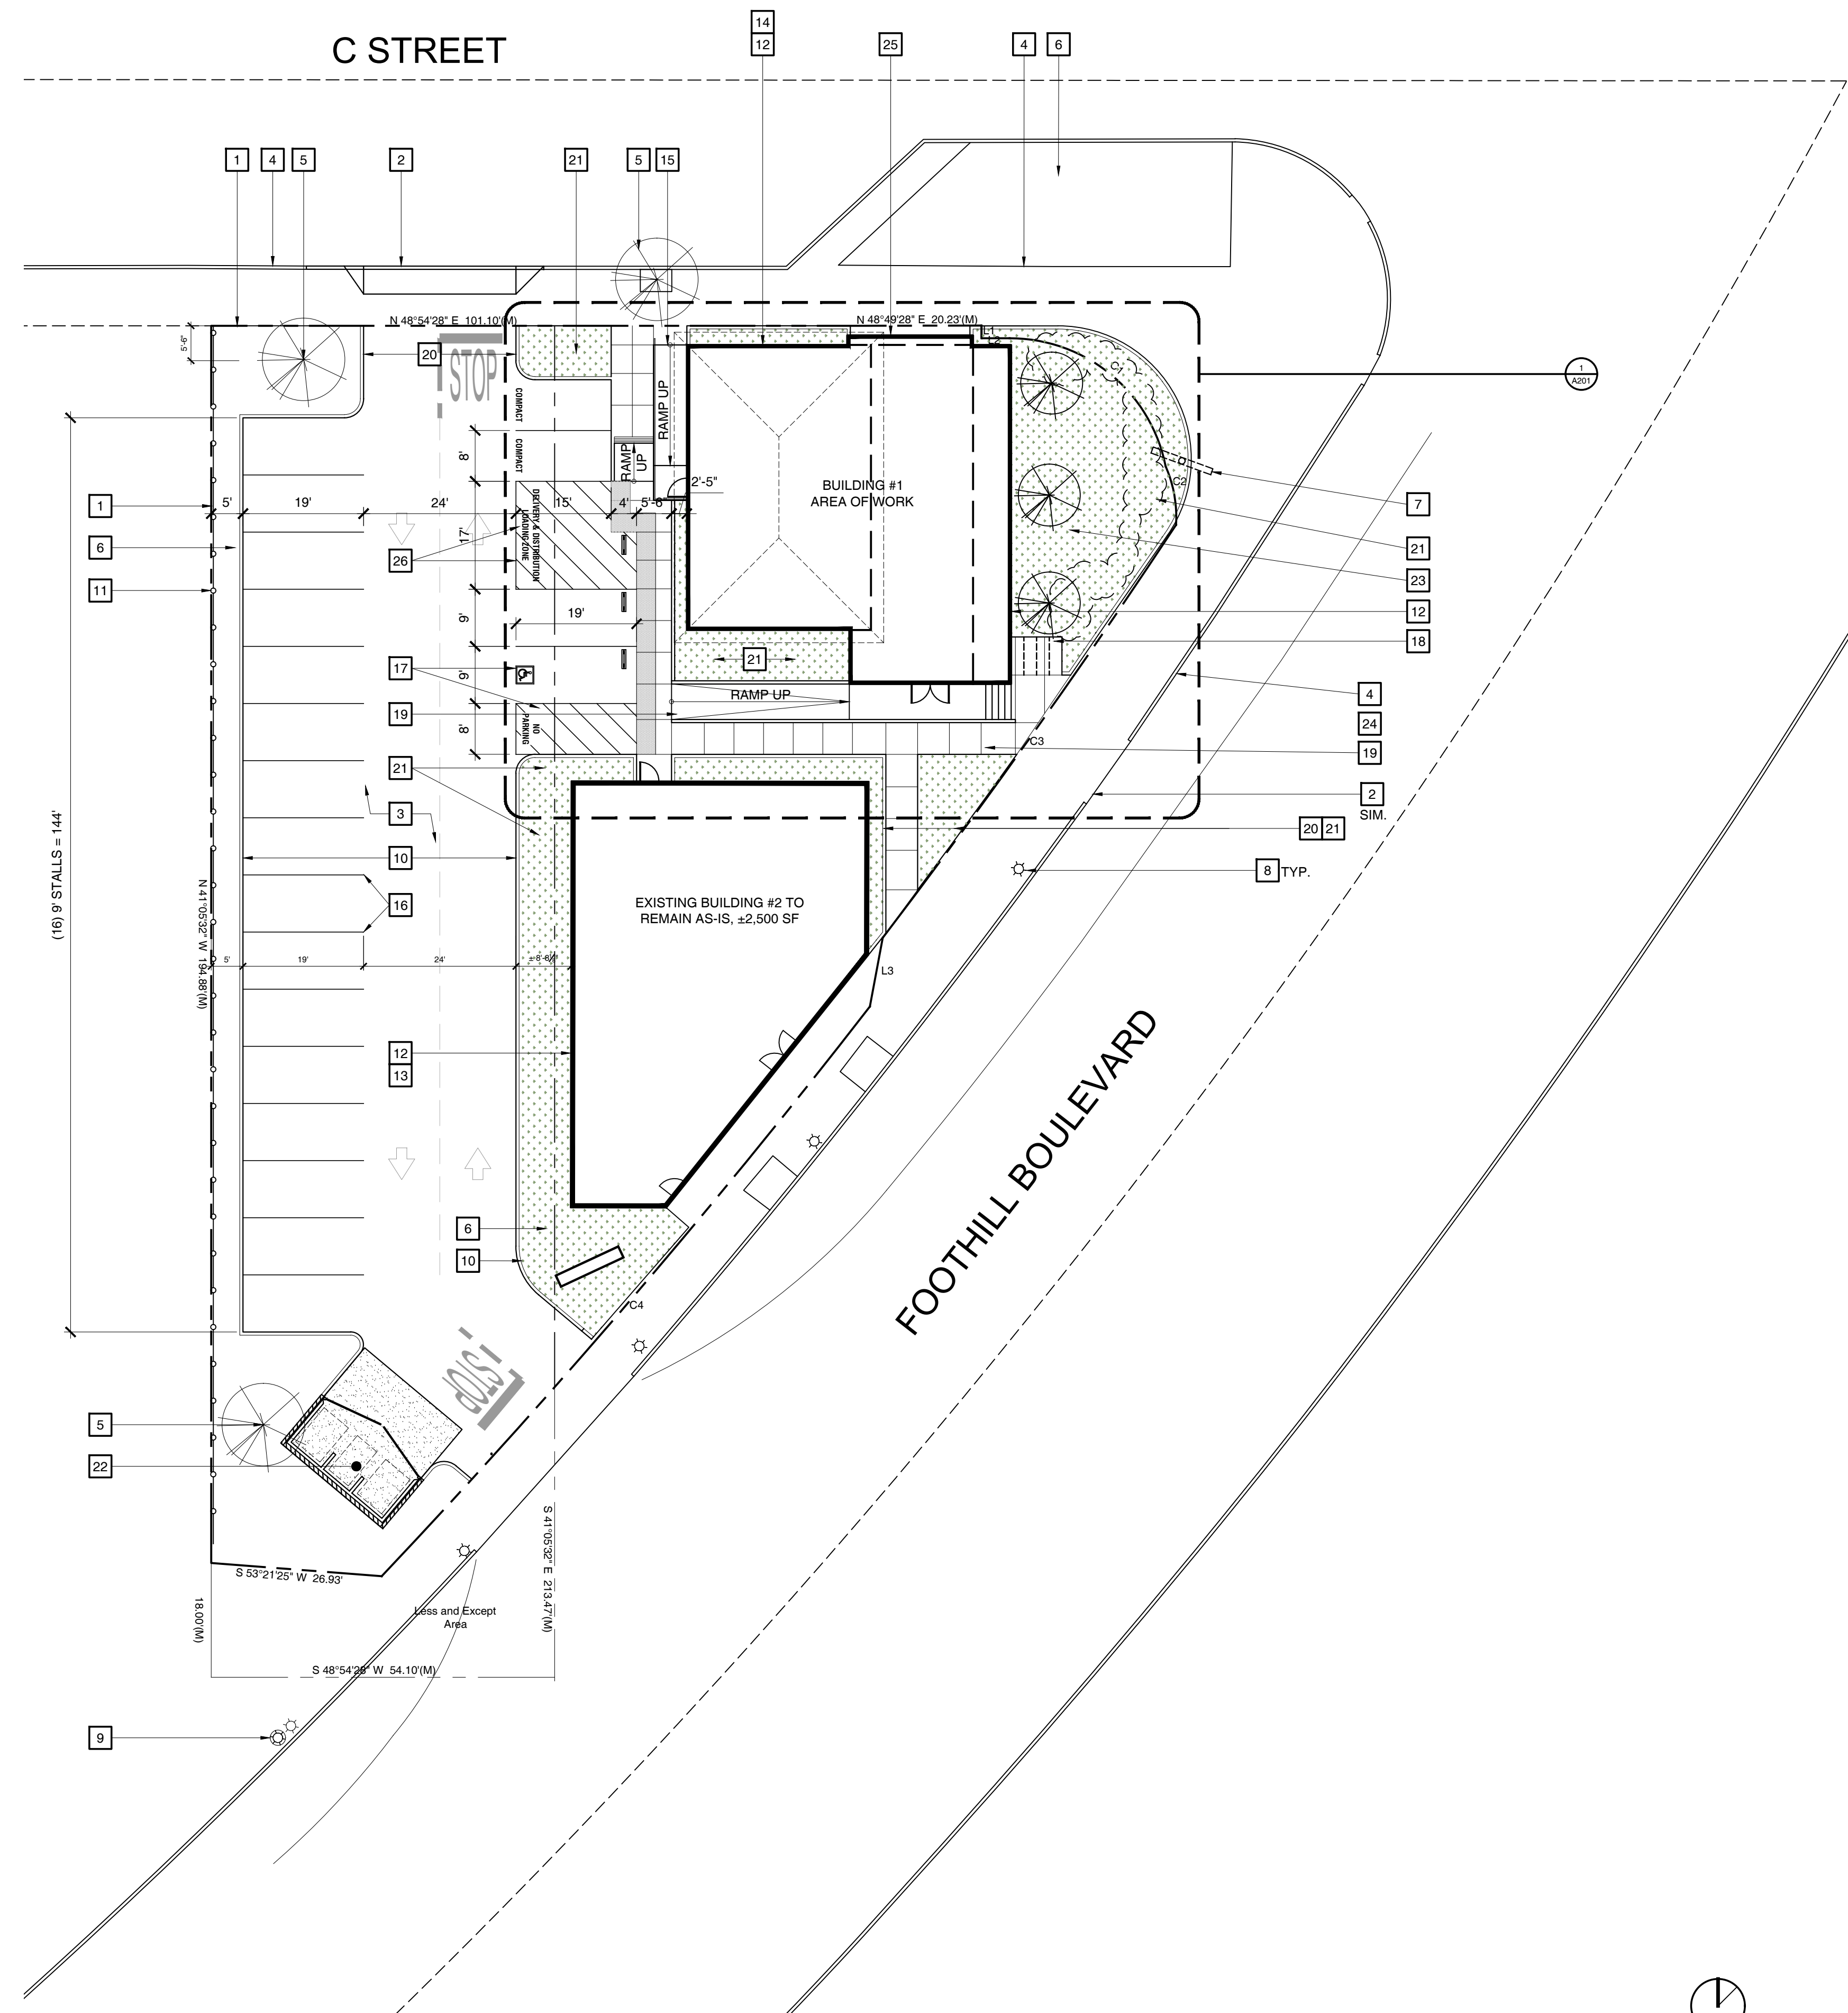 C STREET
14
12
25
4
6
1
4
5
2
21
5
15
N 48°54'28" E 101.10'(M)
N 48°49'28" E 20.23'(M)
L1
L2
5'-6"
20
STOP
C1
1
A201
COMPACT
COMPACT
RAMP UP
RAMP
UP
8'
2'-5"
BUILDING #1
AREA OF WORK
C2
7
1
5'
19'
24'
15'
4'
5'-6"
DELIVERY & DISTRIBUTION
LOADING ZONE
17'
6
26
21
11
23
9'
19'
12
18
21
17
9'
RAMP UP
4
24
19
19
NO
PARKING
8'
C3
21
2
SIM.
3
20
21
10
8
TYP.
(16) 9' STALLS = 144'
N 41°05'32" W 194.88'(M)
16
EXISTING BUILDING #2 TO
REMAIN AS-IS, ±2,500 SF
5'
19'
24'
L3
12
13
FOOTHILL BOULEVARD
6
10
C4
STOP
5
22
S 53°21'25" W 26.93'
S 41°05'32" E 213.47'(M)
18.00'(M)
Less and Except
Area
S 48°54'28" W 54.10'(M)
9